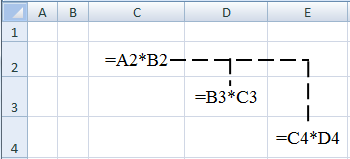 A B C D E
1
2 =A2*B2
3 =B3*C3
4 =C4*D4